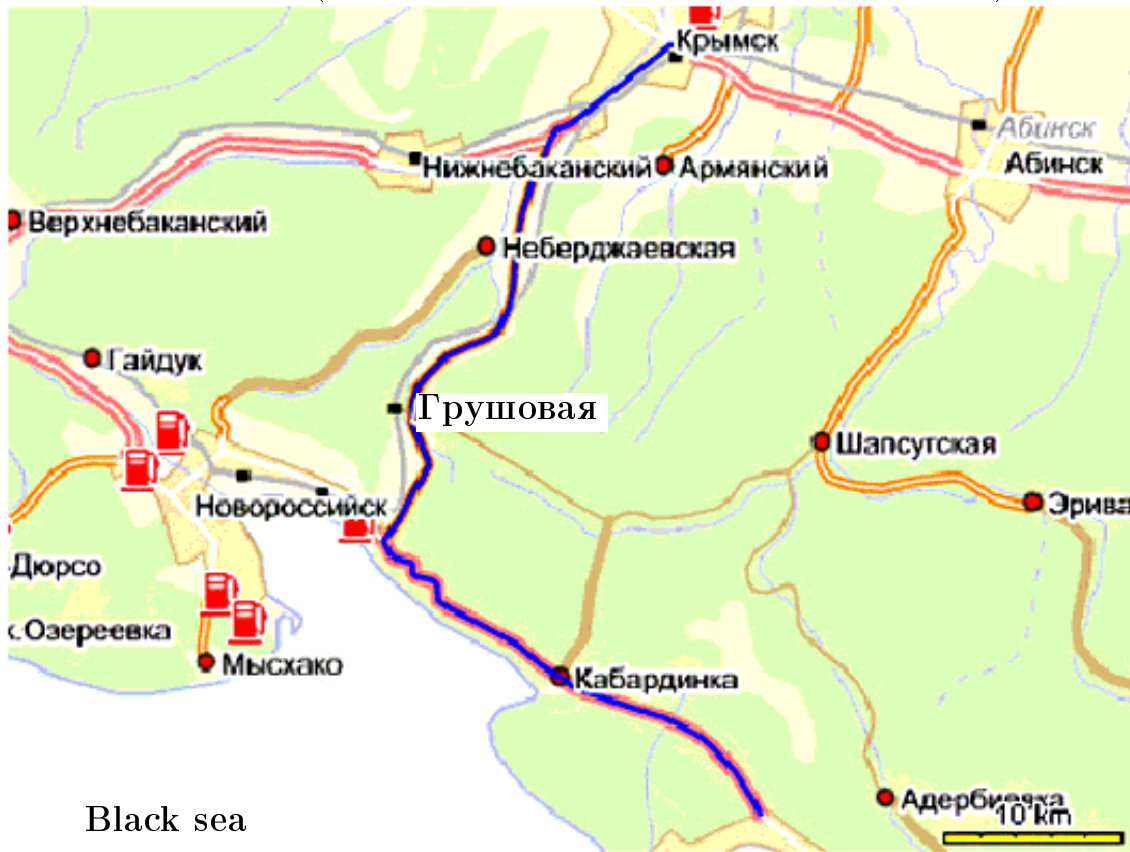 Крымск
Абинск
Нижнебаканский
Армянский
Абинск
Верхнебаканский
Неберджаевская
Гайдук
Грушовая
Шапсугская
Новороссийск
Эрива
-Дюрсо
к. Озереевка
Мысхако
Кабардинка
Black sea
10 km